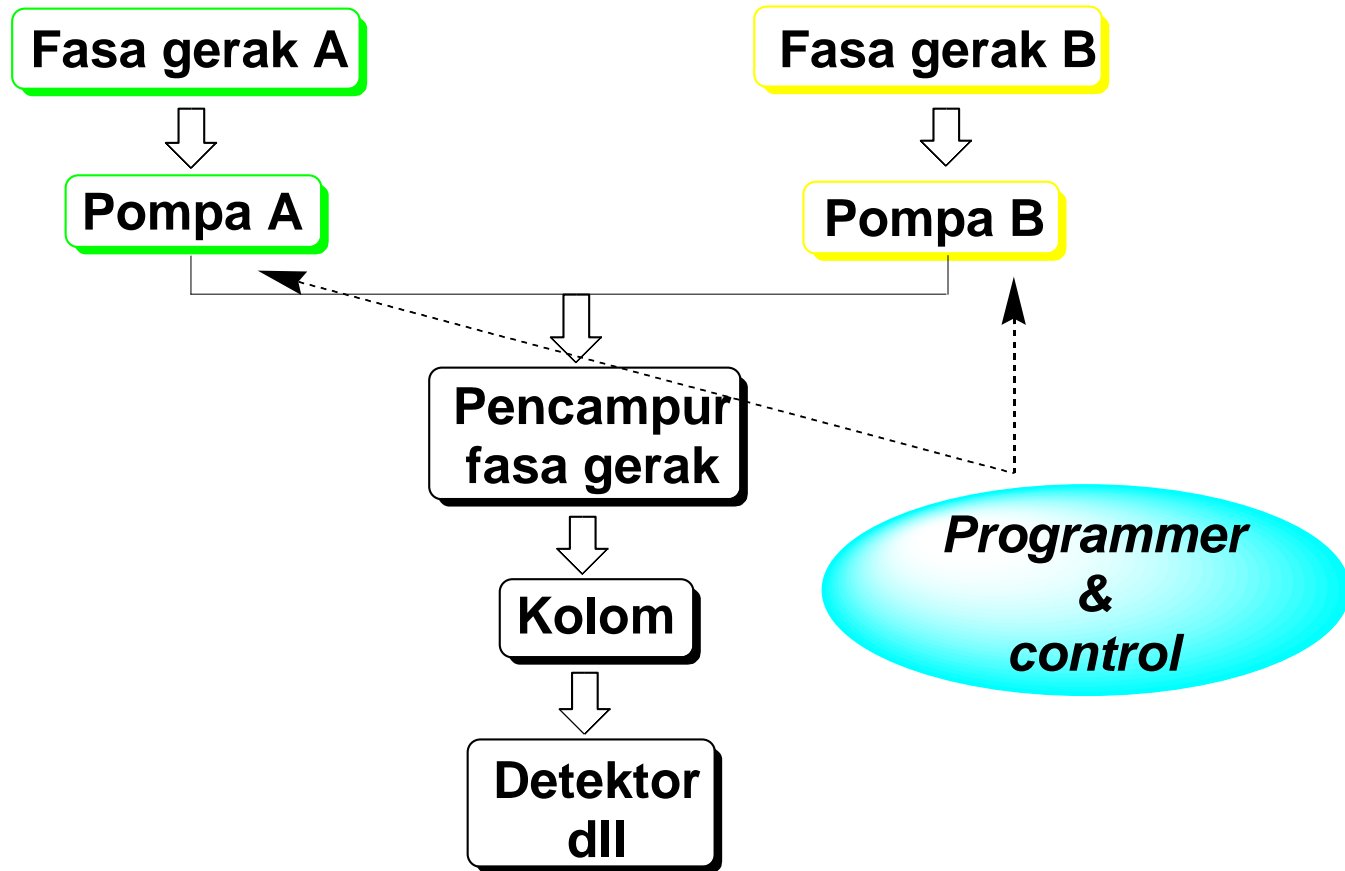 Fasa gerak A
Fasa gerak B
Pompa A
Pompa B
Pencampur
fasa gerak
Programmer
&
control
Kolom
Detektor
dll